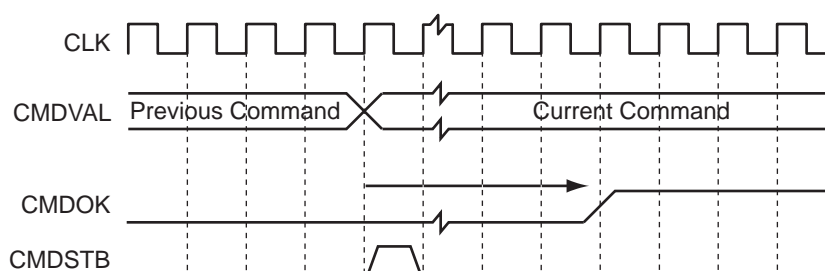 CLK
CMDVAL
Previous Command
Current Command
CMDOK
CMDSTB